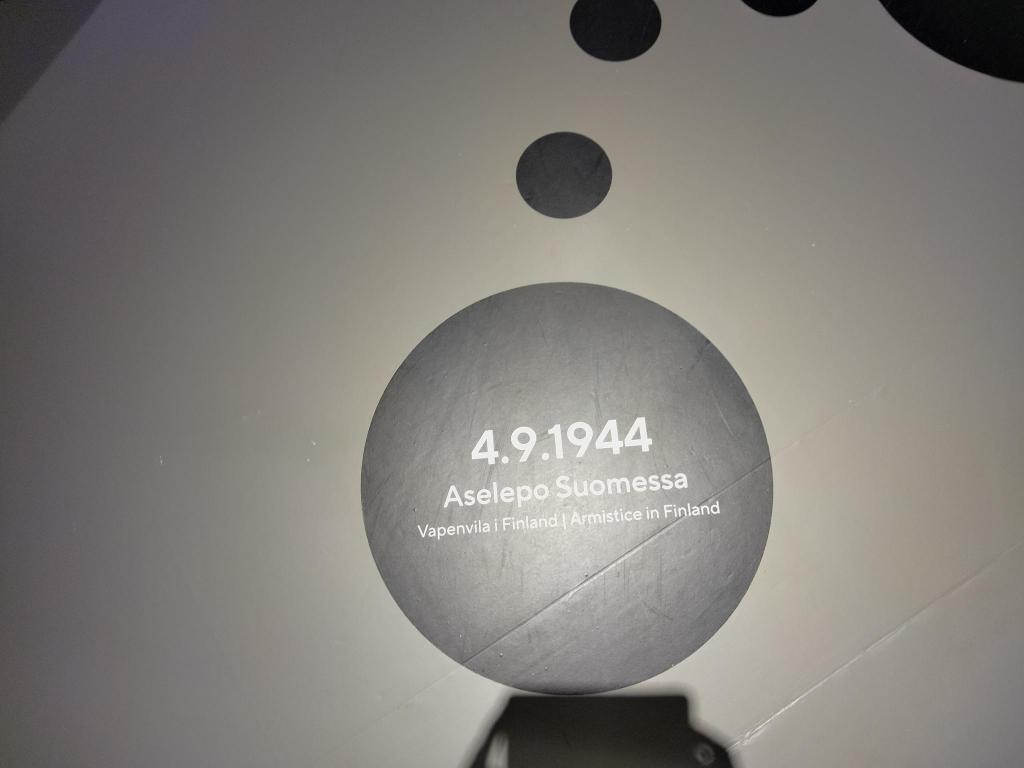 4.9.1944
Aselepo Suomessa
Vapenvila i Finland | Armistice in Finland